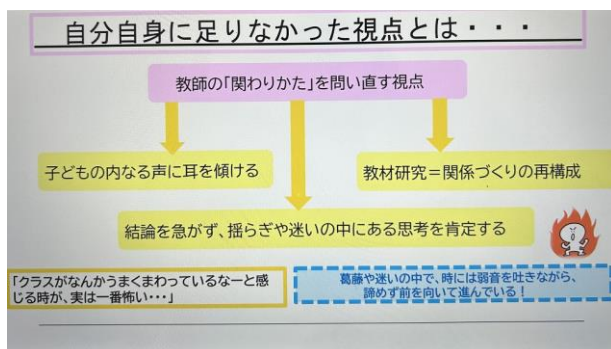 自分自身に足りなかった視点とは・・・
教師の「関わりかた」を問い直す視点
子どもの内なる声に耳を傾ける
教材研究＝関係づくりの再構成
結論を急がず、揺らぎや迷いの中にある思考を肯定する
「クラスがなんかうまくまわっているなーと感
じる時が、実は一番怖い・・・」
葛藤や迷いの中で、時には弱音を吐きながら、
諦めず前を向いて進んでいる！